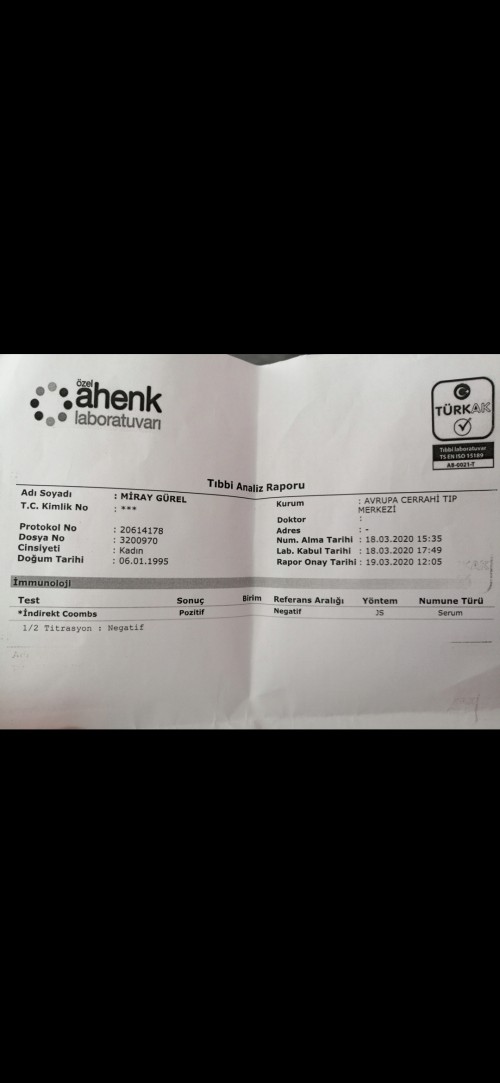 özel
ahenk
laboratuvarı
TÜRKAK
Tıbbi laboratuvar
TS EN ISO 15189
AB-0021-T
Tıbbi Analiz Raporu
Adı Soyadı : MİRAY GÜREL
T.C. Kimlik No : ***
Protokol No : 20614178
Dosya No : 3200970
Cinsiyeti : Kadın
Doğum Tarihi : 06.01.1995
Kurum : AVRUPA CERRAHİ TIP
MERKEZİ
Doktor :
Adres : -
Num. Alma Tarihi : 18.03.2020 15:35
Lab. Kabul Tarihi : 18.03.2020 17:49
Rapor Onay Tarihi : 19.03.2020 12:05
İmmunoloji
Test Sonuç Birim Referans Aralığı Yöntem Numune Türü
*İndirekt Coombs Pozitif Negatif JS Serum
1/2 Titrasyon : Negatif